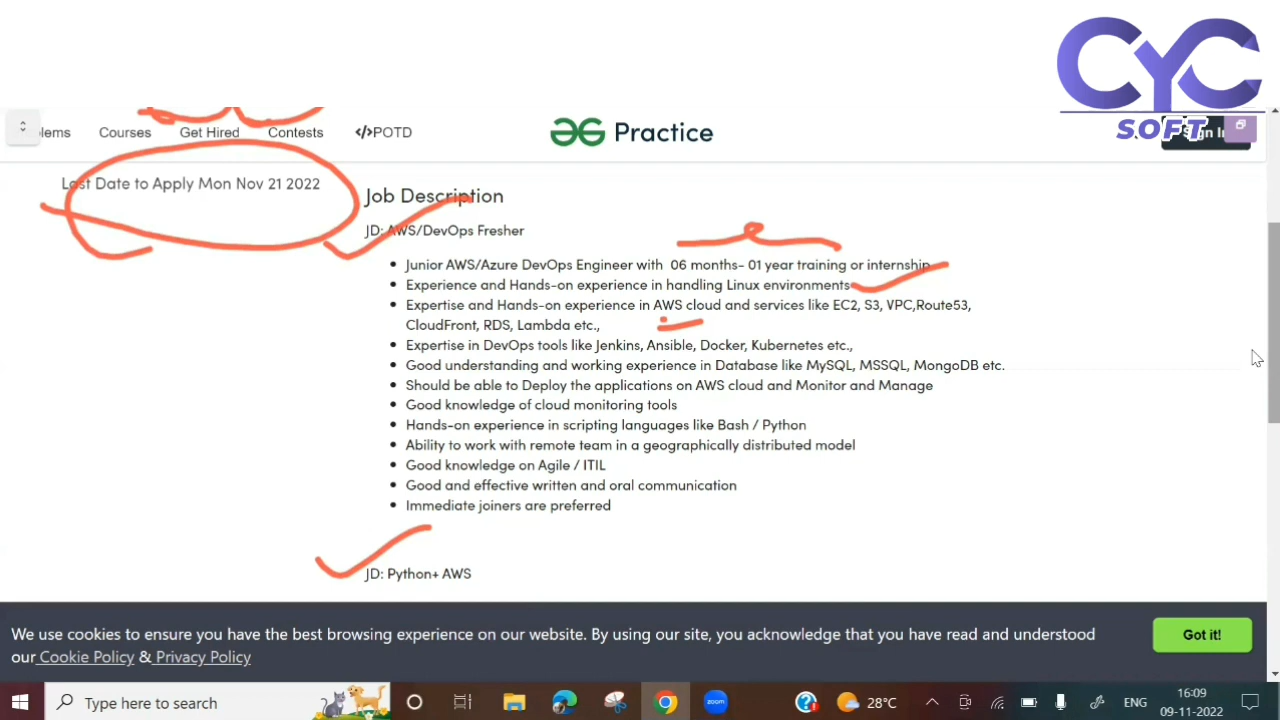 CYC
SOFT
lems Courses Get Hired Contests </>POTD Practice Sign In
Last Date to Apply Mon Nov 21 2022
Job Description
JD: AWS/DevOps Fresher
Junior AWS/Azure DevOps Engineer with 06 months- 01 year training or internship
Experience and Hands-on experience in handling Linux environments
Expertise and Hands-on experience in AWS cloud and services like EC2, S3, VPC,Route53,
CloudFront, RDS, Lambda etc.,
Expertise in DevOps tools like Jenkins, Ansible, Docker, Kubernetes etc.,
Good understanding and working experience in Database like MySQL, MSSQL, MongoDB etc.
Should be able to Deploy the applications on AWS cloud and Monitor and Manage
Good knowledge of cloud monitoring tools
Hands-on experience in scripting languages like Bash / Python
Ability to work with remote team in a geographically distributed model
Good knowledge on Agile / ITIL
Good and effective written and oral communication
Immediate joiners are preferred
JD: Python+ AWS
We use cookies to ensure you have the best browsing experience on our website. By using our site, you acknowledge that you have read and understood
our Cookie Policy & Privacy Policy
Got it!
Type here to search
zoom
28°C
ENG
16:09
09-11-2022